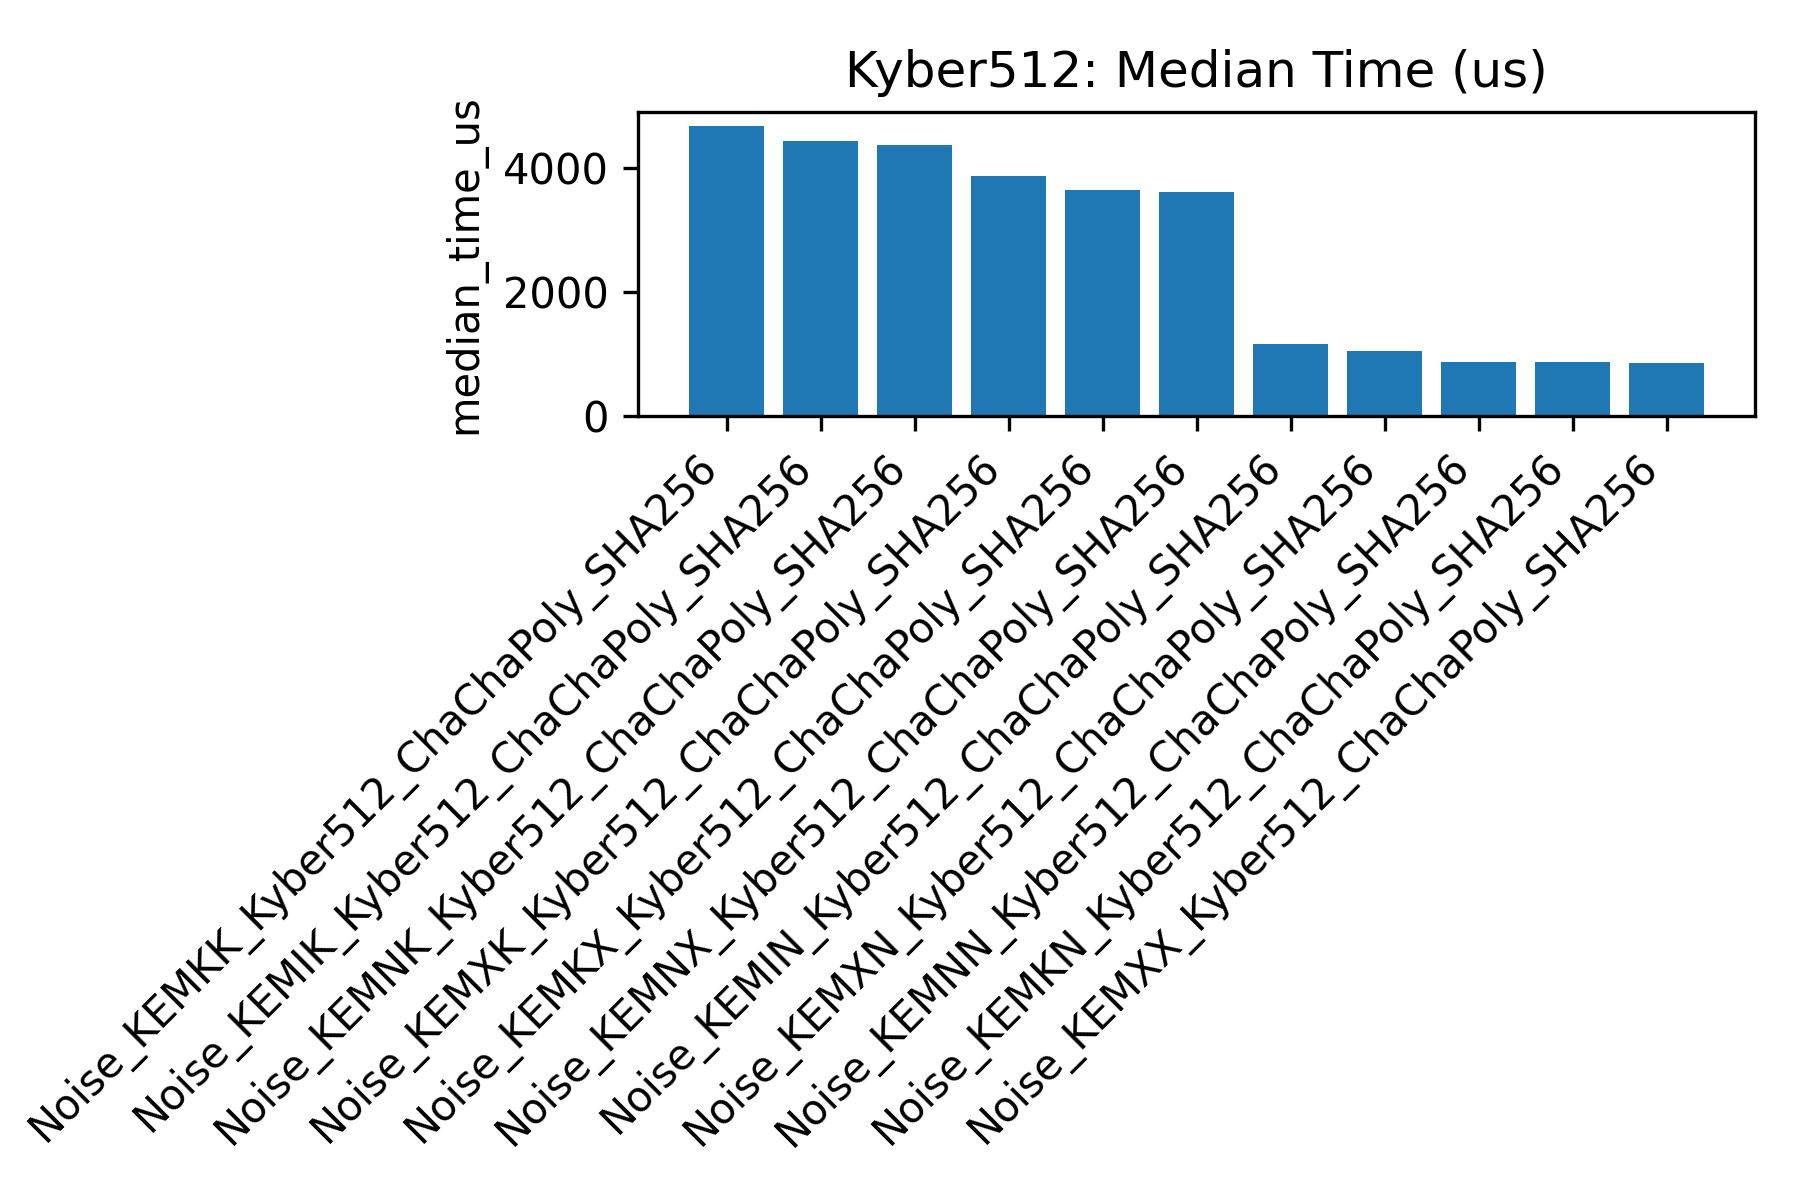 Kyber512: Median Time (us)
median_time_us
4000
2000
0
Noise_KEMKK_Kyber512_ChaChaPoly_SHA256
Noise_KEMIK_Kyber512_ChaChaPoly_SHA256
Noise_KEMNK_Kyber512_ChaChaPoly_SHA256
Noise_KEMXK_Kyber512_ChaChaPoly_SHA256
Noise_KEMKX_Kyber512_ChaChaPoly_SHA256
Noise_KEMNX_Kyber512_ChaChaPoly_SHA256
Noise_KEMIN_Kyber512_ChaChaPoly_SHA256
Noise_KEMXN_Kyber512_ChaChaPoly_SHA256
Noise_KEMNN_Kyber512_ChaChaPoly_SHA256
Noise_KEMKN_Kyber512_ChaChaPoly_SHA256
Noise_KEMXX_Kyber512_ChaChaPoly_SHA256